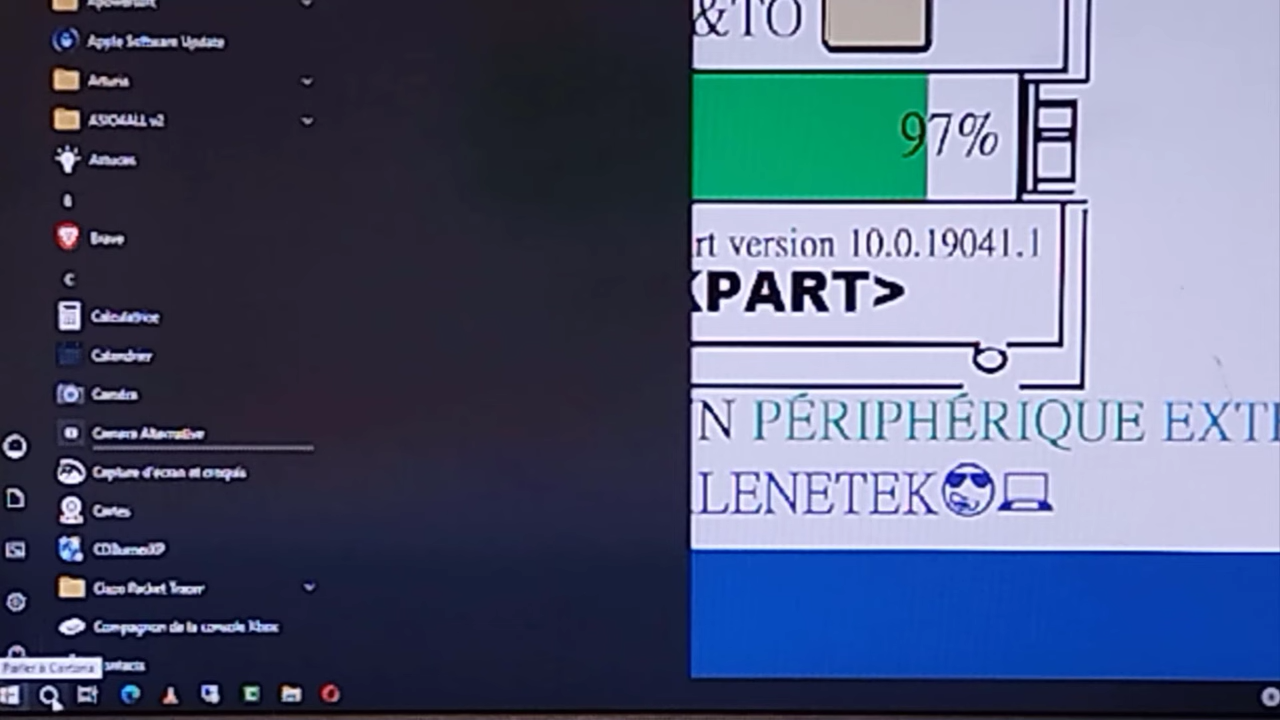 Apple Software Update
Arturia
ASIO4ALL v2
Astuces
B
Brave
C
Calculatrice
Calendrier
Caméra
Camera Alternative
Capture d'écran et croquis
Cartes
CDBurnerXP
Cisco Packet Tracer
Compagnon de la console Xbox
ontacts
Parler à Cortana
&TO
97%
rt version 10.0.19041.1
KPART>
N PÉRIPHÉRIQUE EXT
LENETEK